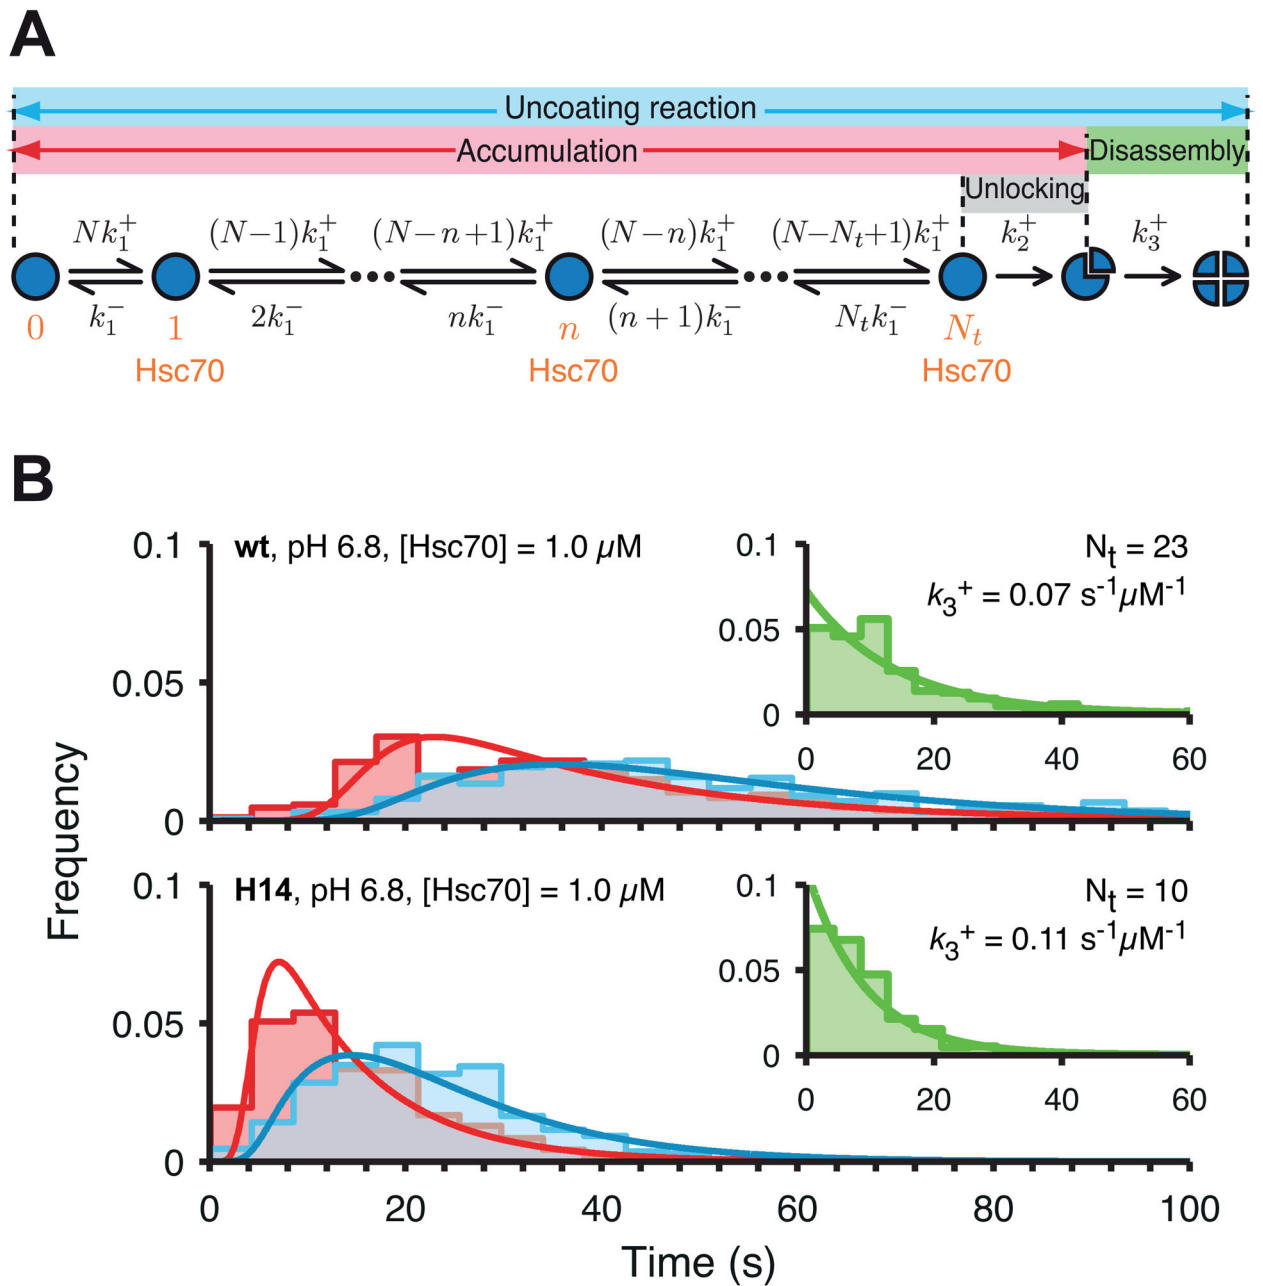 A
Uncoating reaction
Accumulation
Disassembly
Unlocking
Nk₁⁺ (N−1)k₁⁺ (N−n+1)k₁⁺ (N−n)k₁⁺ (N−Nₜ+1)k₁⁺ k₂⁺ k₃⁺
k₁⁻ 2k₁⁻ nk₁⁻ (n+1)k₁⁻ Nₜk₁⁻
0 1 n Nₜ
Hsc70 Hsc70 Hsc70
B
Frequency
wt, pH 6.8, [Hsc70] = 1.0 µM
0.1
0.05
0
Nₜ = 23
k₃⁺ = 0.07 s⁻¹µM⁻¹
0.1
0.05
0
0 20 40 60
H14, pH 6.8, [Hsc70] = 1.0 µM
0.1
0.05
0
Nₜ = 10
k₃⁺ = 0.11 s⁻¹µM⁻¹
0.1
0.05
0
0 20 40 60
0 20 40 60 80 100
Time (s)